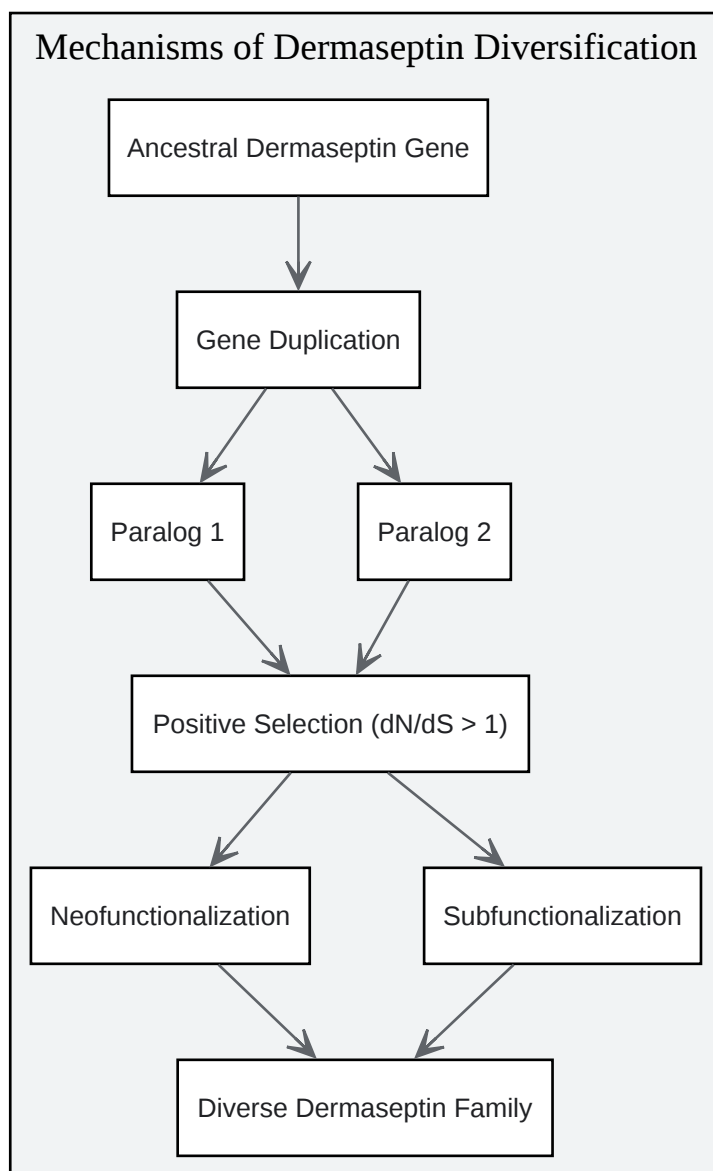 Mechanisms of Dermaseptin Diversification
Ancestral Dermaseptin Gene
Gene Duplication
Paralog 1
Paralog 2
Positive Selection (dN/dS > 1)
Neofunctionalization
Subfunctionalization
Diverse Dermaseptin Family